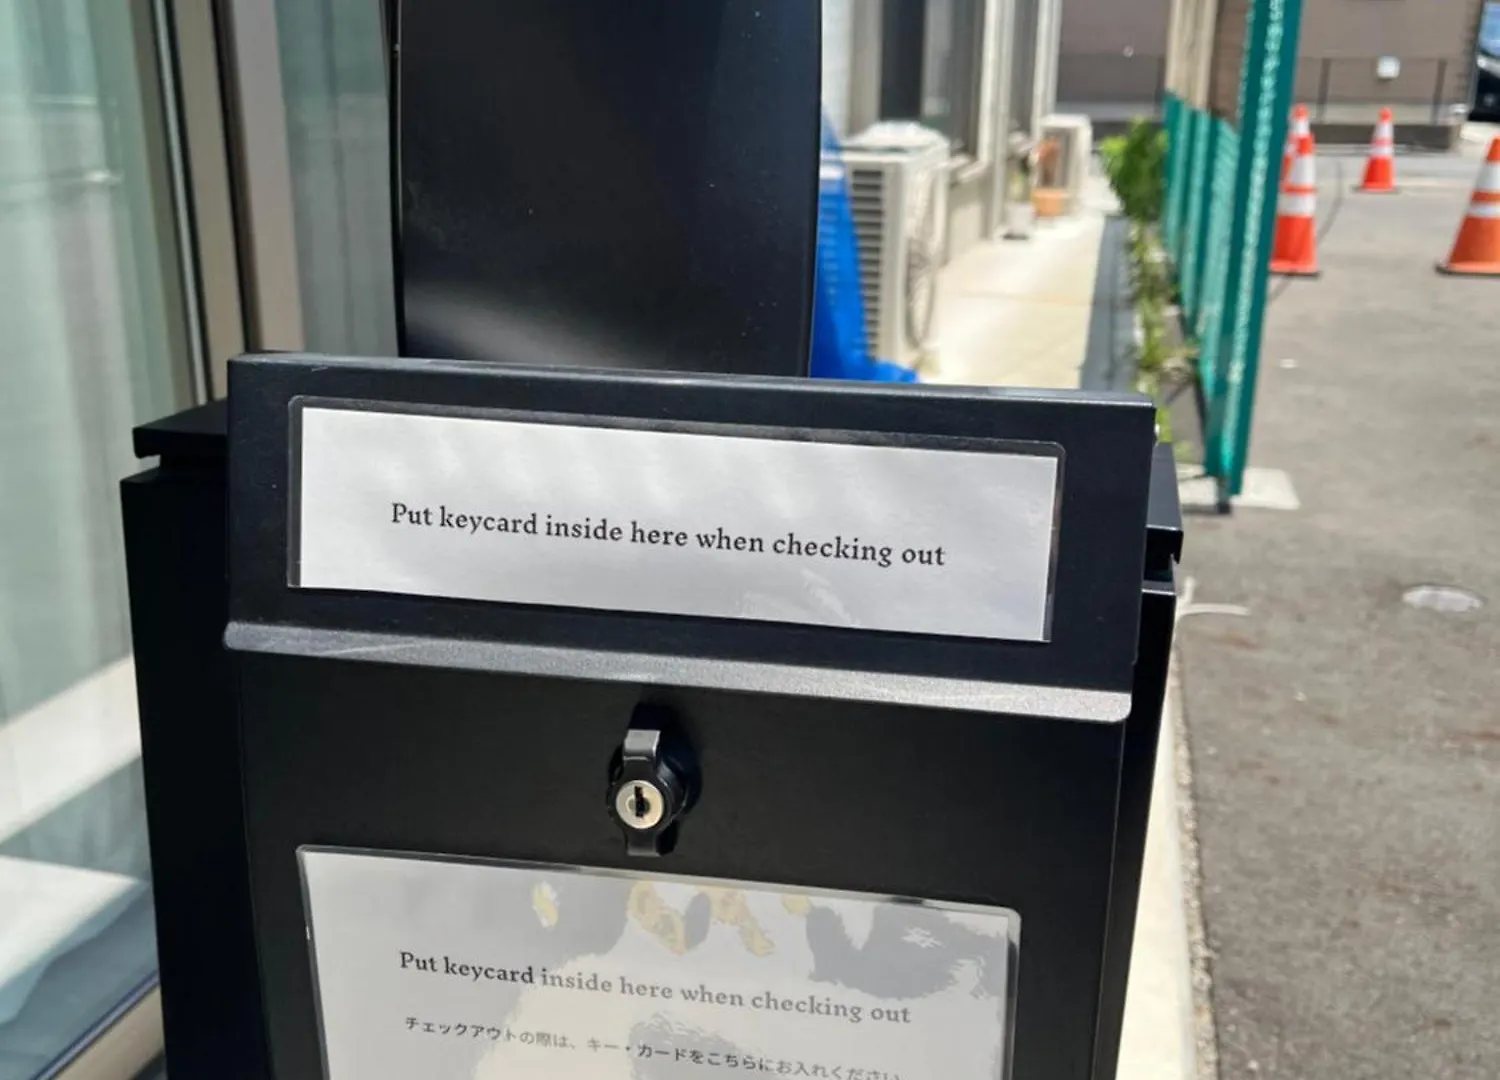 Put keycard inside here when checking out
Put keycard inside here when checking out
チェックアウトの際は、キー・カードをこちらにお入れください